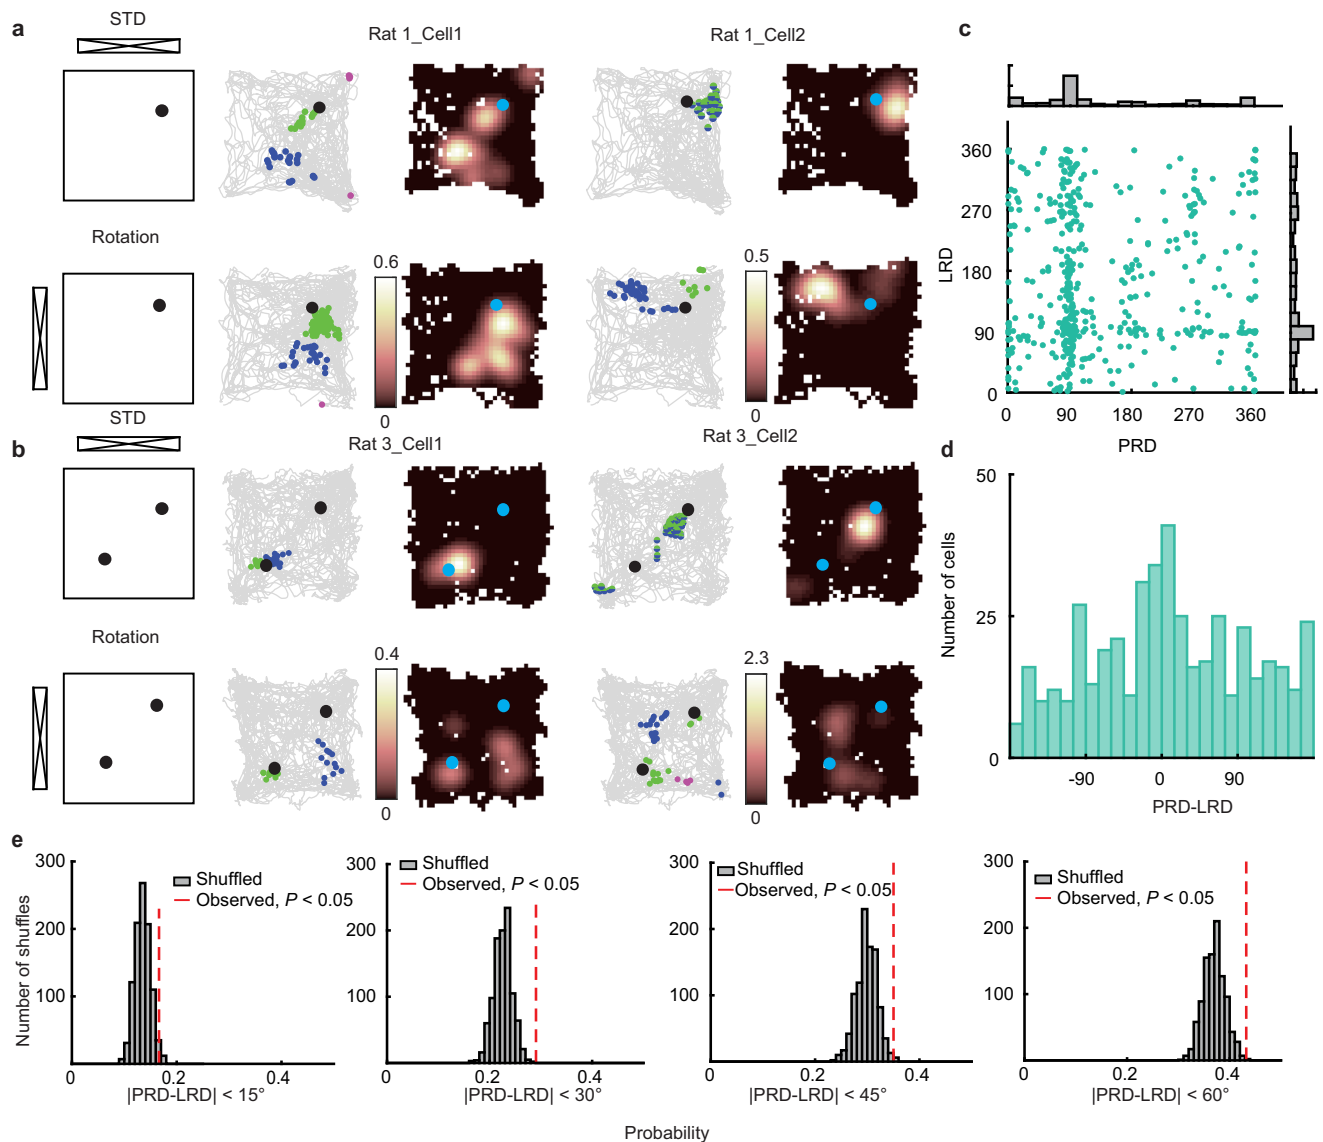 a
STD
Rat 1_Cell1
Rat 1_Cell2
Rotation
0.6
0
0.5
0
b
STD
Rat 3_Cell1
Rat 3_Cell2
Rotation
0.4
0
2.3
0
c
360
270
180
90
0
LRD
0 90 180 270 360
PRD
d
50
25
0
Number of cells
-90 0 90
PRD-LRD
e
300
200
100
Number of shuffles
Shuffled
Observed, P < 0.05
0 0.2 0.4
|PRD-LRD| < 15°
300
200
100
Shuffled
Observed, P < 0.05
0 0.2 0.4
|PRD-LRD| < 30°
300
200
100
Shuffled
Observed, P < 0.05
0 0.2 0.4
|PRD-LRD| < 45°
300
200
100
Shuffled
Observed, P < 0.05
0 0.2 0.4
|PRD-LRD| < 60°
Probability